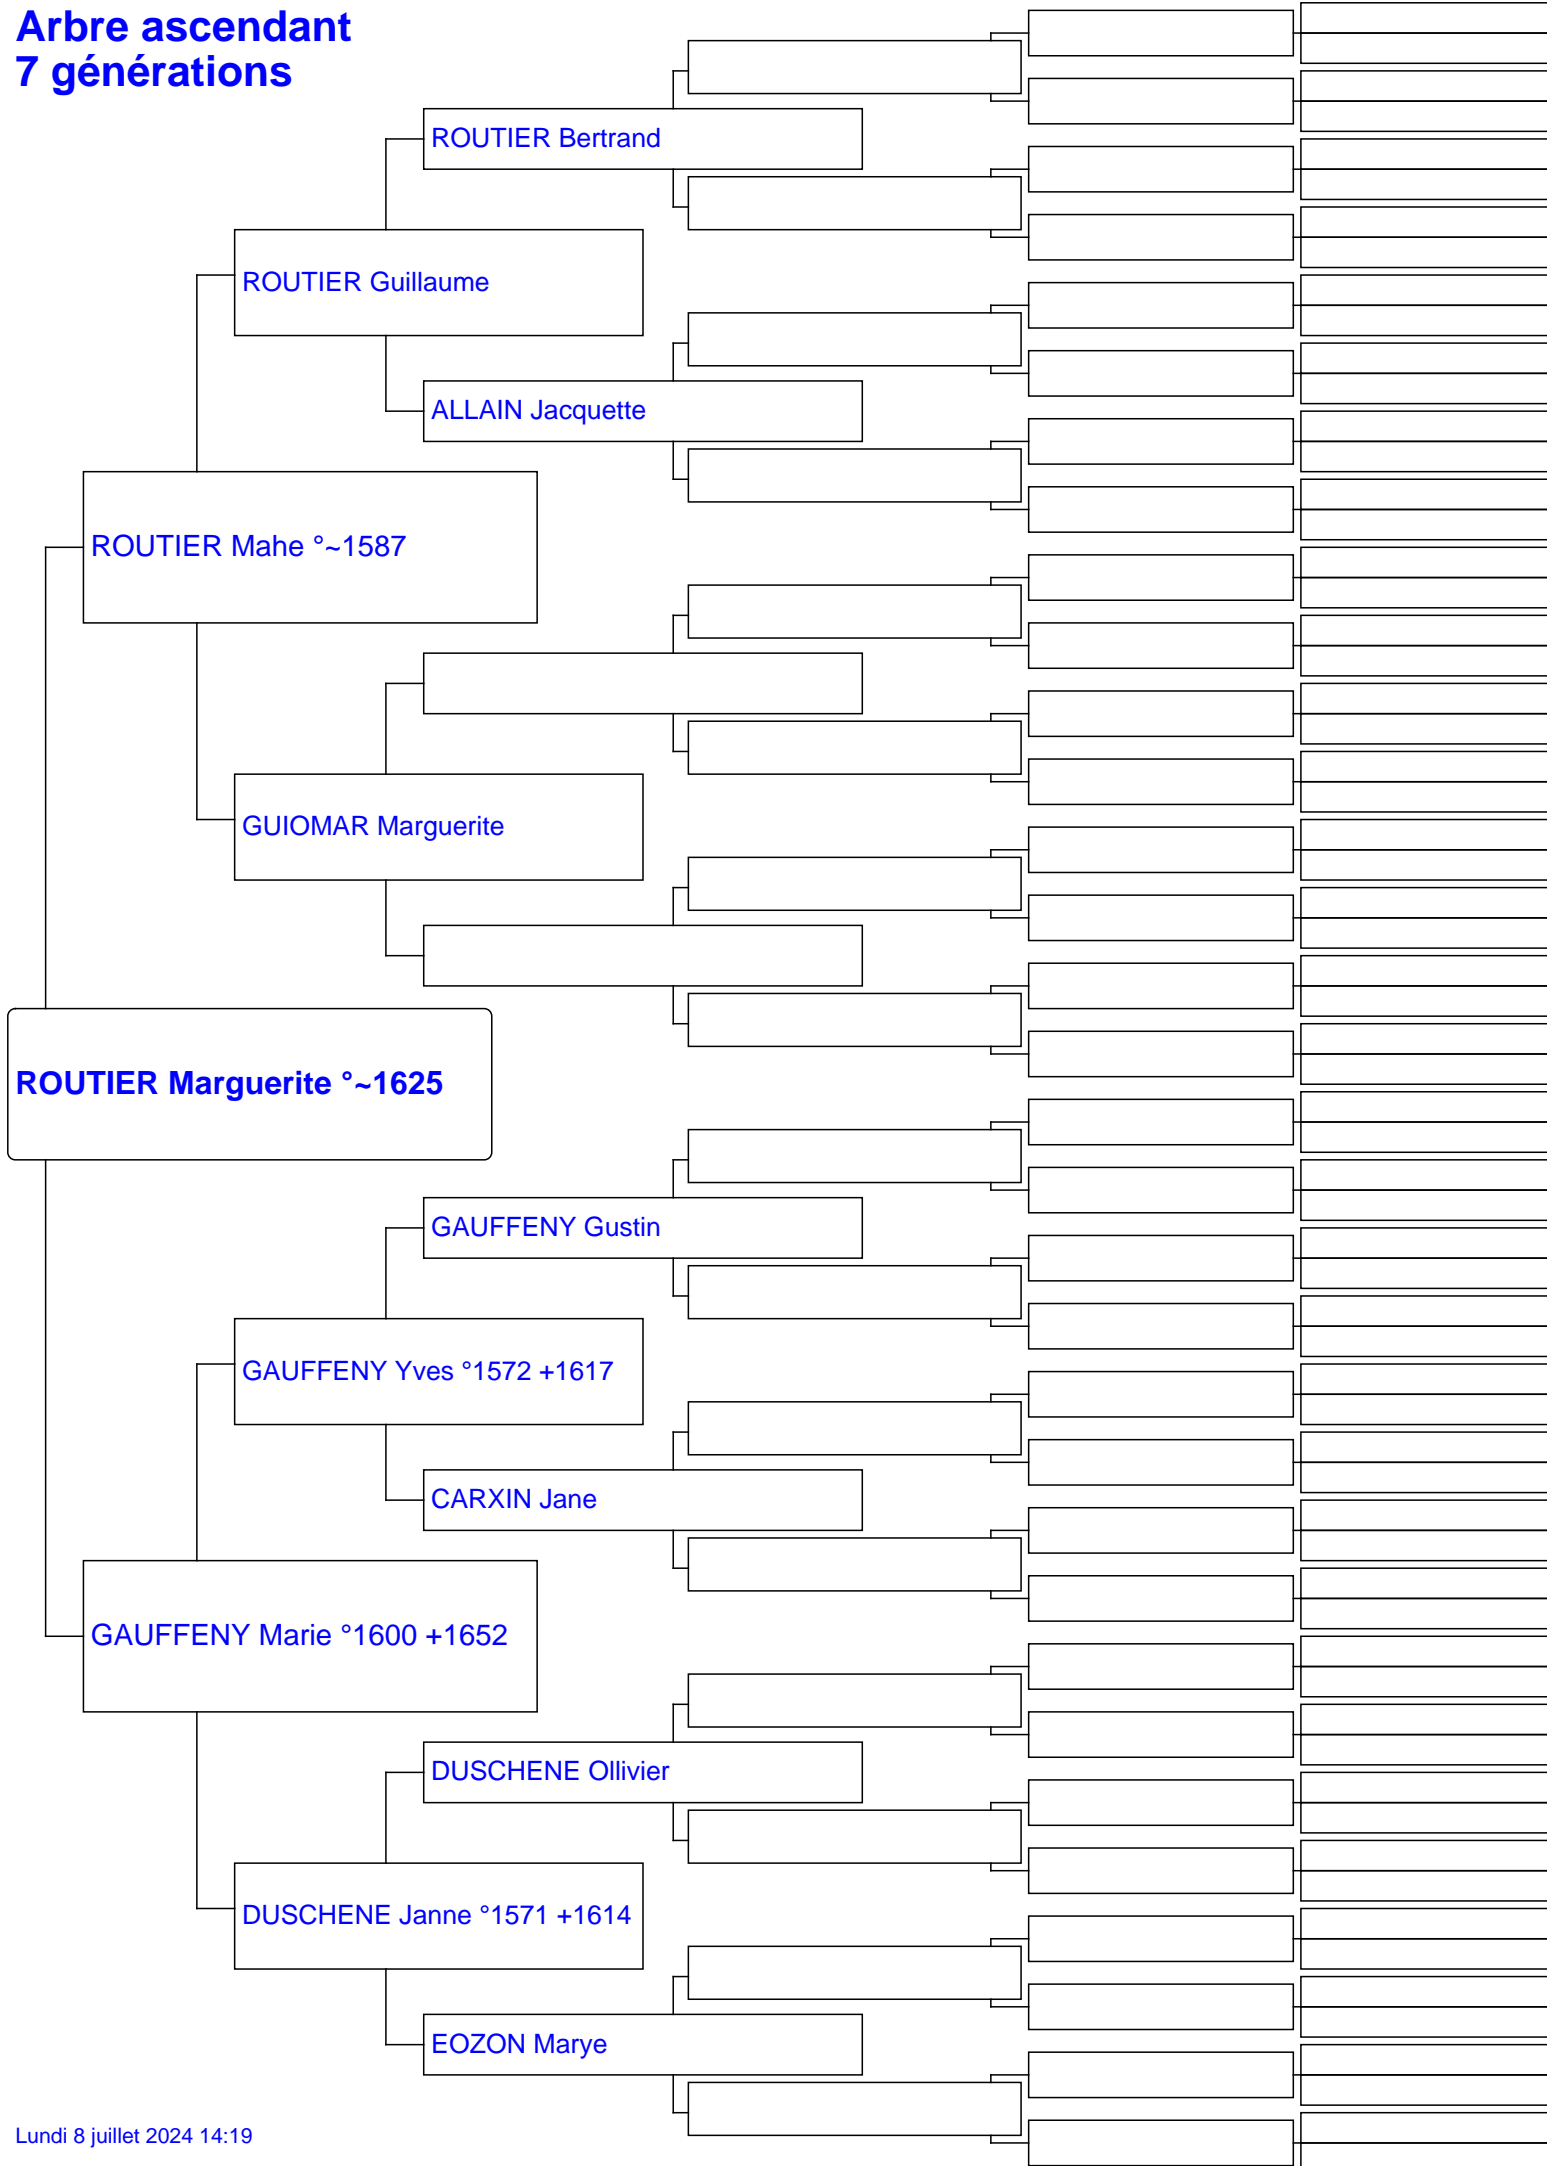 Arbre ascendant
7 générations
ROUTIER Bertrand
ROUTIER Guillaume
ALLAIN Jacquette
ROUTIER Mahe °~1587
GUIOMAR Marguerite
ROUTIER Marguerite °~1625
GAUFFENY Gustin
GAUFFENY Yves °1572 +1617
CARXIN Jane
GAUFFENY Marie °1600 +1652
DUSCHENE Ollivier
DUSCHENE Janne °1571 +1614
EOZON Marye
Lundi 8 juillet 2024 14:19